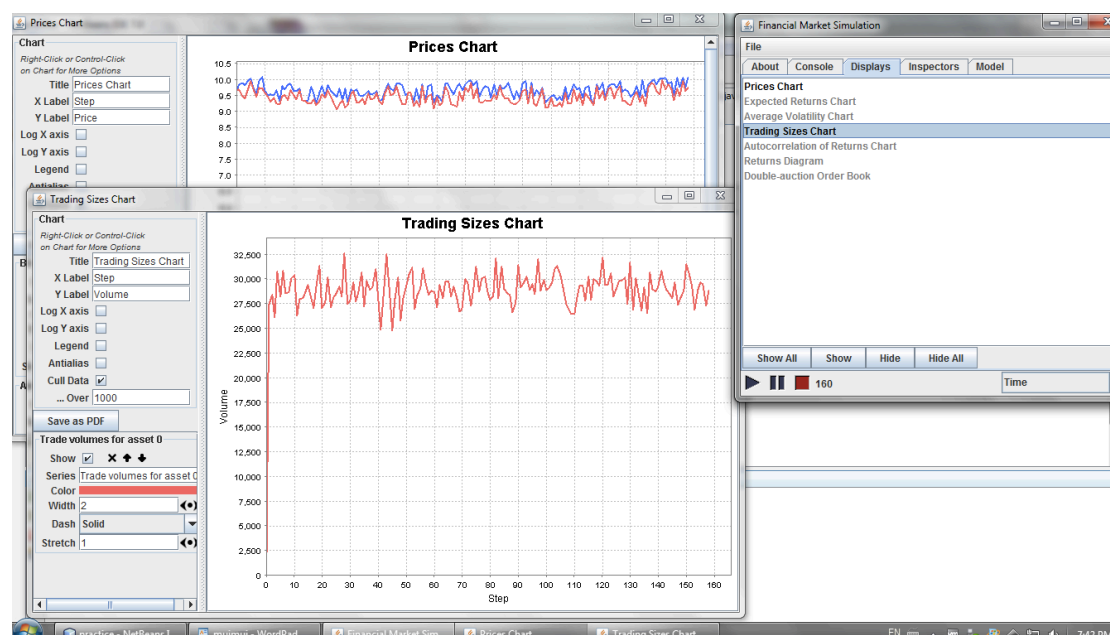 Prices Chart
Chart
Right-Click or Control-Click
on Chart for More Options
Title Prices Chart
X Label Step
Y Label Price
Log X axis
Log Y axis
Legend
Antialias
Prices Chart
10.5
10.0
9.5
9.0
8.5
8.0
7.5
7.0
Financial Market Simulation
File
About Console Displays Inspectors Model
Prices Chart
Expected Returns Chart
Average Volatility Chart
Trading Sizes Chart
Autocorrelation of Returns Chart
Returns Diagram
Double-auction Order Book
Show All Show Hide Hide All
160 Time
Trading Sizes Chart
Chart
Right-Click or Control-Click
on Chart for More Options
Title Trading Sizes Chart
X Label Step
Y Label Volume
Log X axis
Log Y axis
Legend
Antialias
Cull Data
... Over 1000
Save as PDF
Trade volumes for asset 0
Show
Series Trade volumes for asset 0
Color
Width 2
Dash Solid
Stretch 1
Trading Sizes Chart
32,500
30,000
27,500
25,000
22,500
20,000
17,500
15,000
12,500
10,000
7,500
5,000
2,500
0
Volume
0 10 20 30 40 50 60 70 80 90 100 110 120 130 140 150 160
Step
practice - NetBeans I... mujmuj - WordPad Financial Market Sim... Prices Chart Trading Sizes Chart EN 7:42 PM